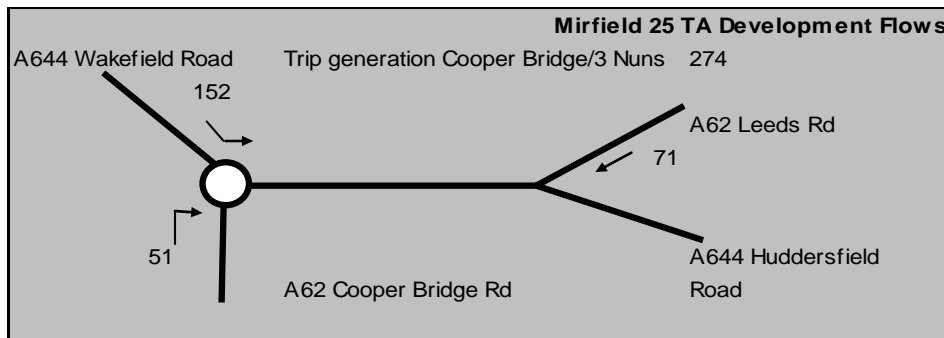 Mirfield 25 TA Development Flows
A644 Wakefield Road
Trip generation Cooper Bridge/3 Nuns 274
152
A62 Leeds Rd
71
51
A644 Huddersfield
Road
A62 Cooper Bridge Rd